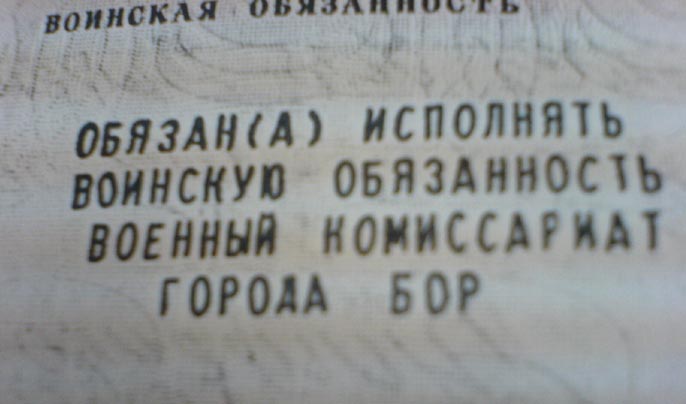 ВОИНСКАЯ ОБЯЗАННОСТЬ
ОБЯЗАН(А) ИСПОЛНЯТЬ
ВОИНСКУЮ ОБЯЗАННОСТЬ
ВОЕННЫЙ КОМИССАРИАТ
ГОРОДА БОР